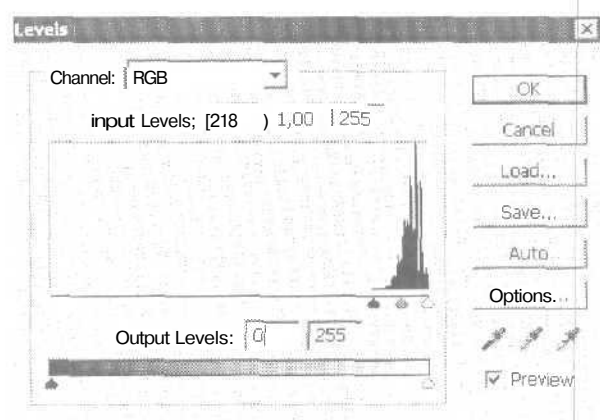 Levels
Channel: RGB
input Levels; [218 ) 1,00 255
Output Levels: 0 255
OK
Cancel
Load...
Save...
Auto
Options...
Preview